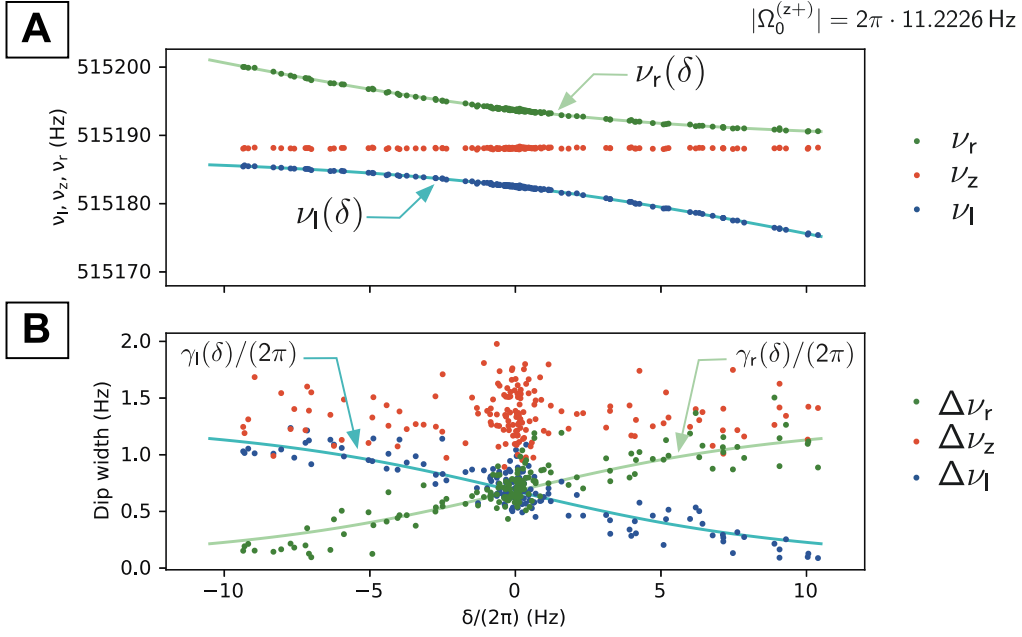 A
|Ω₀⁽ᶻ⁺⁾| = 2π · 11.2226 Hz
νl, νz, νr (Hz)
515200
515190
515180
515170
νr(δ)
νl(δ)
νr
νz
νl
B
Dip width (Hz)
2.0
1.5
1.0
0.5
0.0
γl(δ)/(2π)
γr(δ)/(2π)
Δνr
Δνz
Δνl
−10 −5 0 5 10
δ/(2π) (Hz)